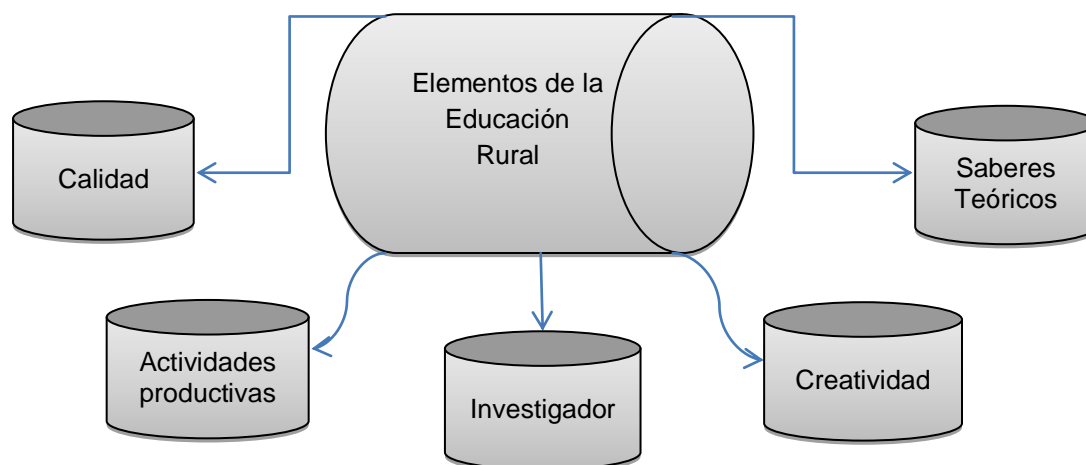 Elementos de la
Educación
Rural
Calidad
Saberes
Teóricos
Actividades
productivas
Investigador
Creatividad